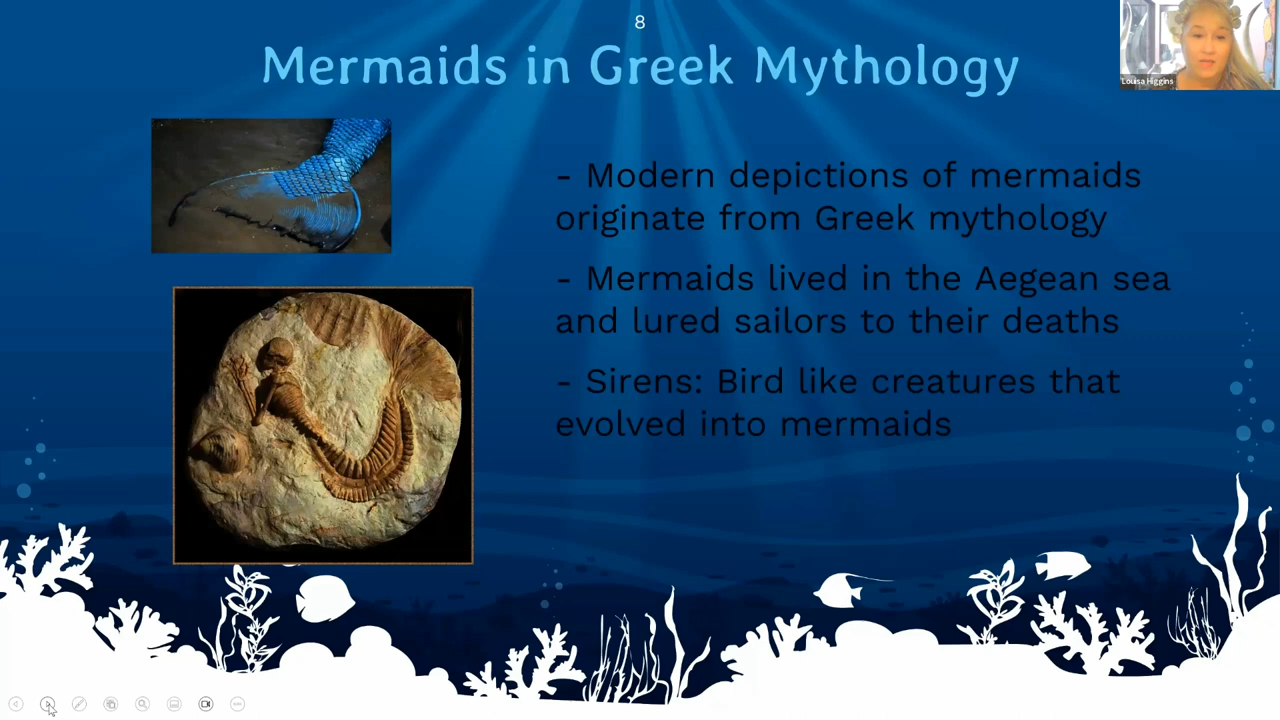 8
Mermaids in Greek Mythology
Louisa Higgins
- Modern depictions of mermaids
originate from Greek mythology
- Mermaids lived in the Aegean sea
and lured sailors to their deaths
- Sirens: Bird like creatures that
evolved into mermaids